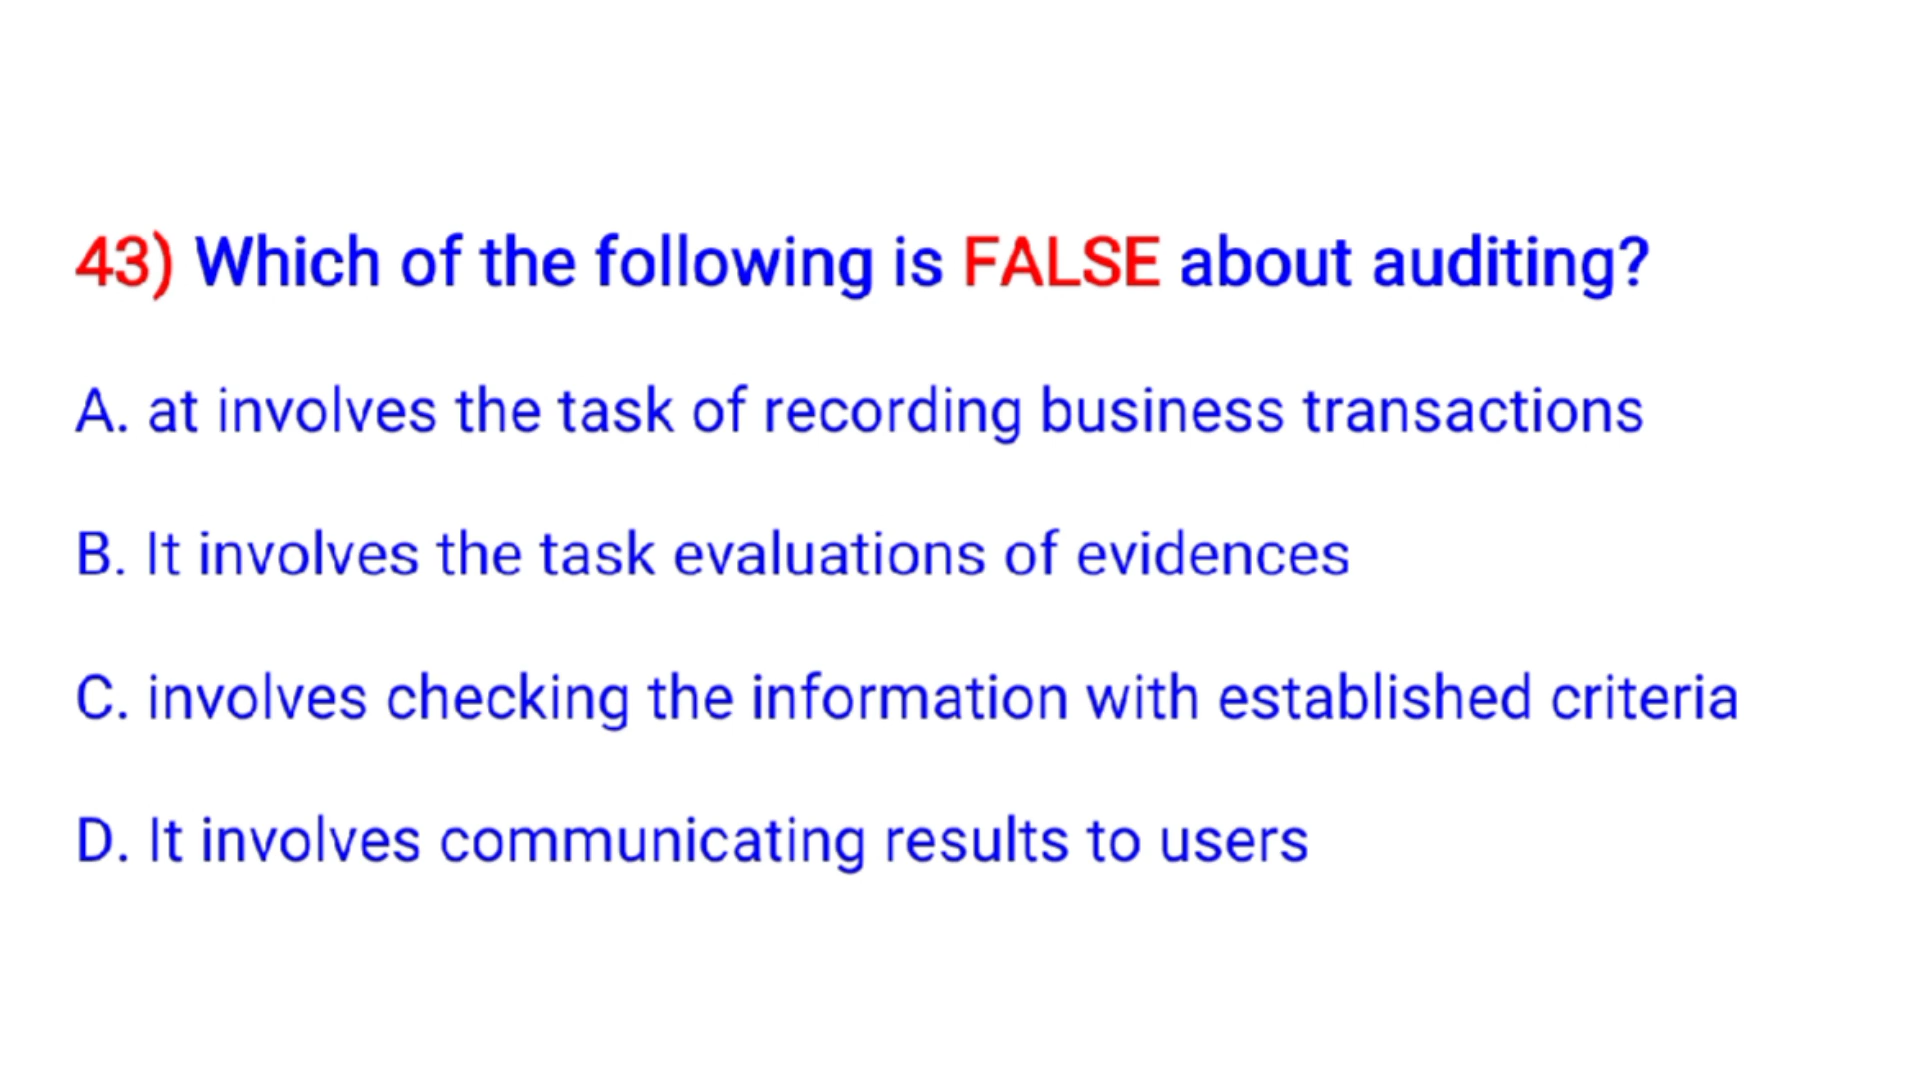 43) Which of the following is FALSE about auditing?
A. at involves the task of recording business transactions
B. It involves the task evaluations of evidences
C. involves checking the information with established criteria
D. It involves communicating results to users